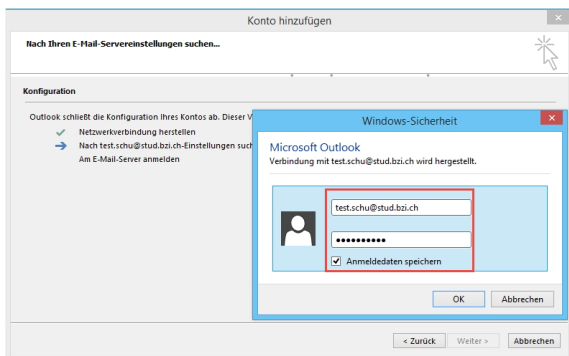 Konto hinzufügen
Nach Ihren E-Mail-Servereinstellungen suchen...
Konfiguration
Outlook schließt die Konfiguration Ihres Kontos ab. Dieser
Netzwerkverbindung herstellen
Nach test.schu@stud.bzi.ch-Einstellungen
Am E-Mail-Server anmelden
Windows-Sicherheit
Microsoft Outlook
Verbindung mit test.schu@stud.bzi.ch wird hergestellt.
test.schu@stud.bzi.ch
••••••••••
Anmeldedaten speichern
OK Abbrechen
< Zurück Weiter > Abbrechen